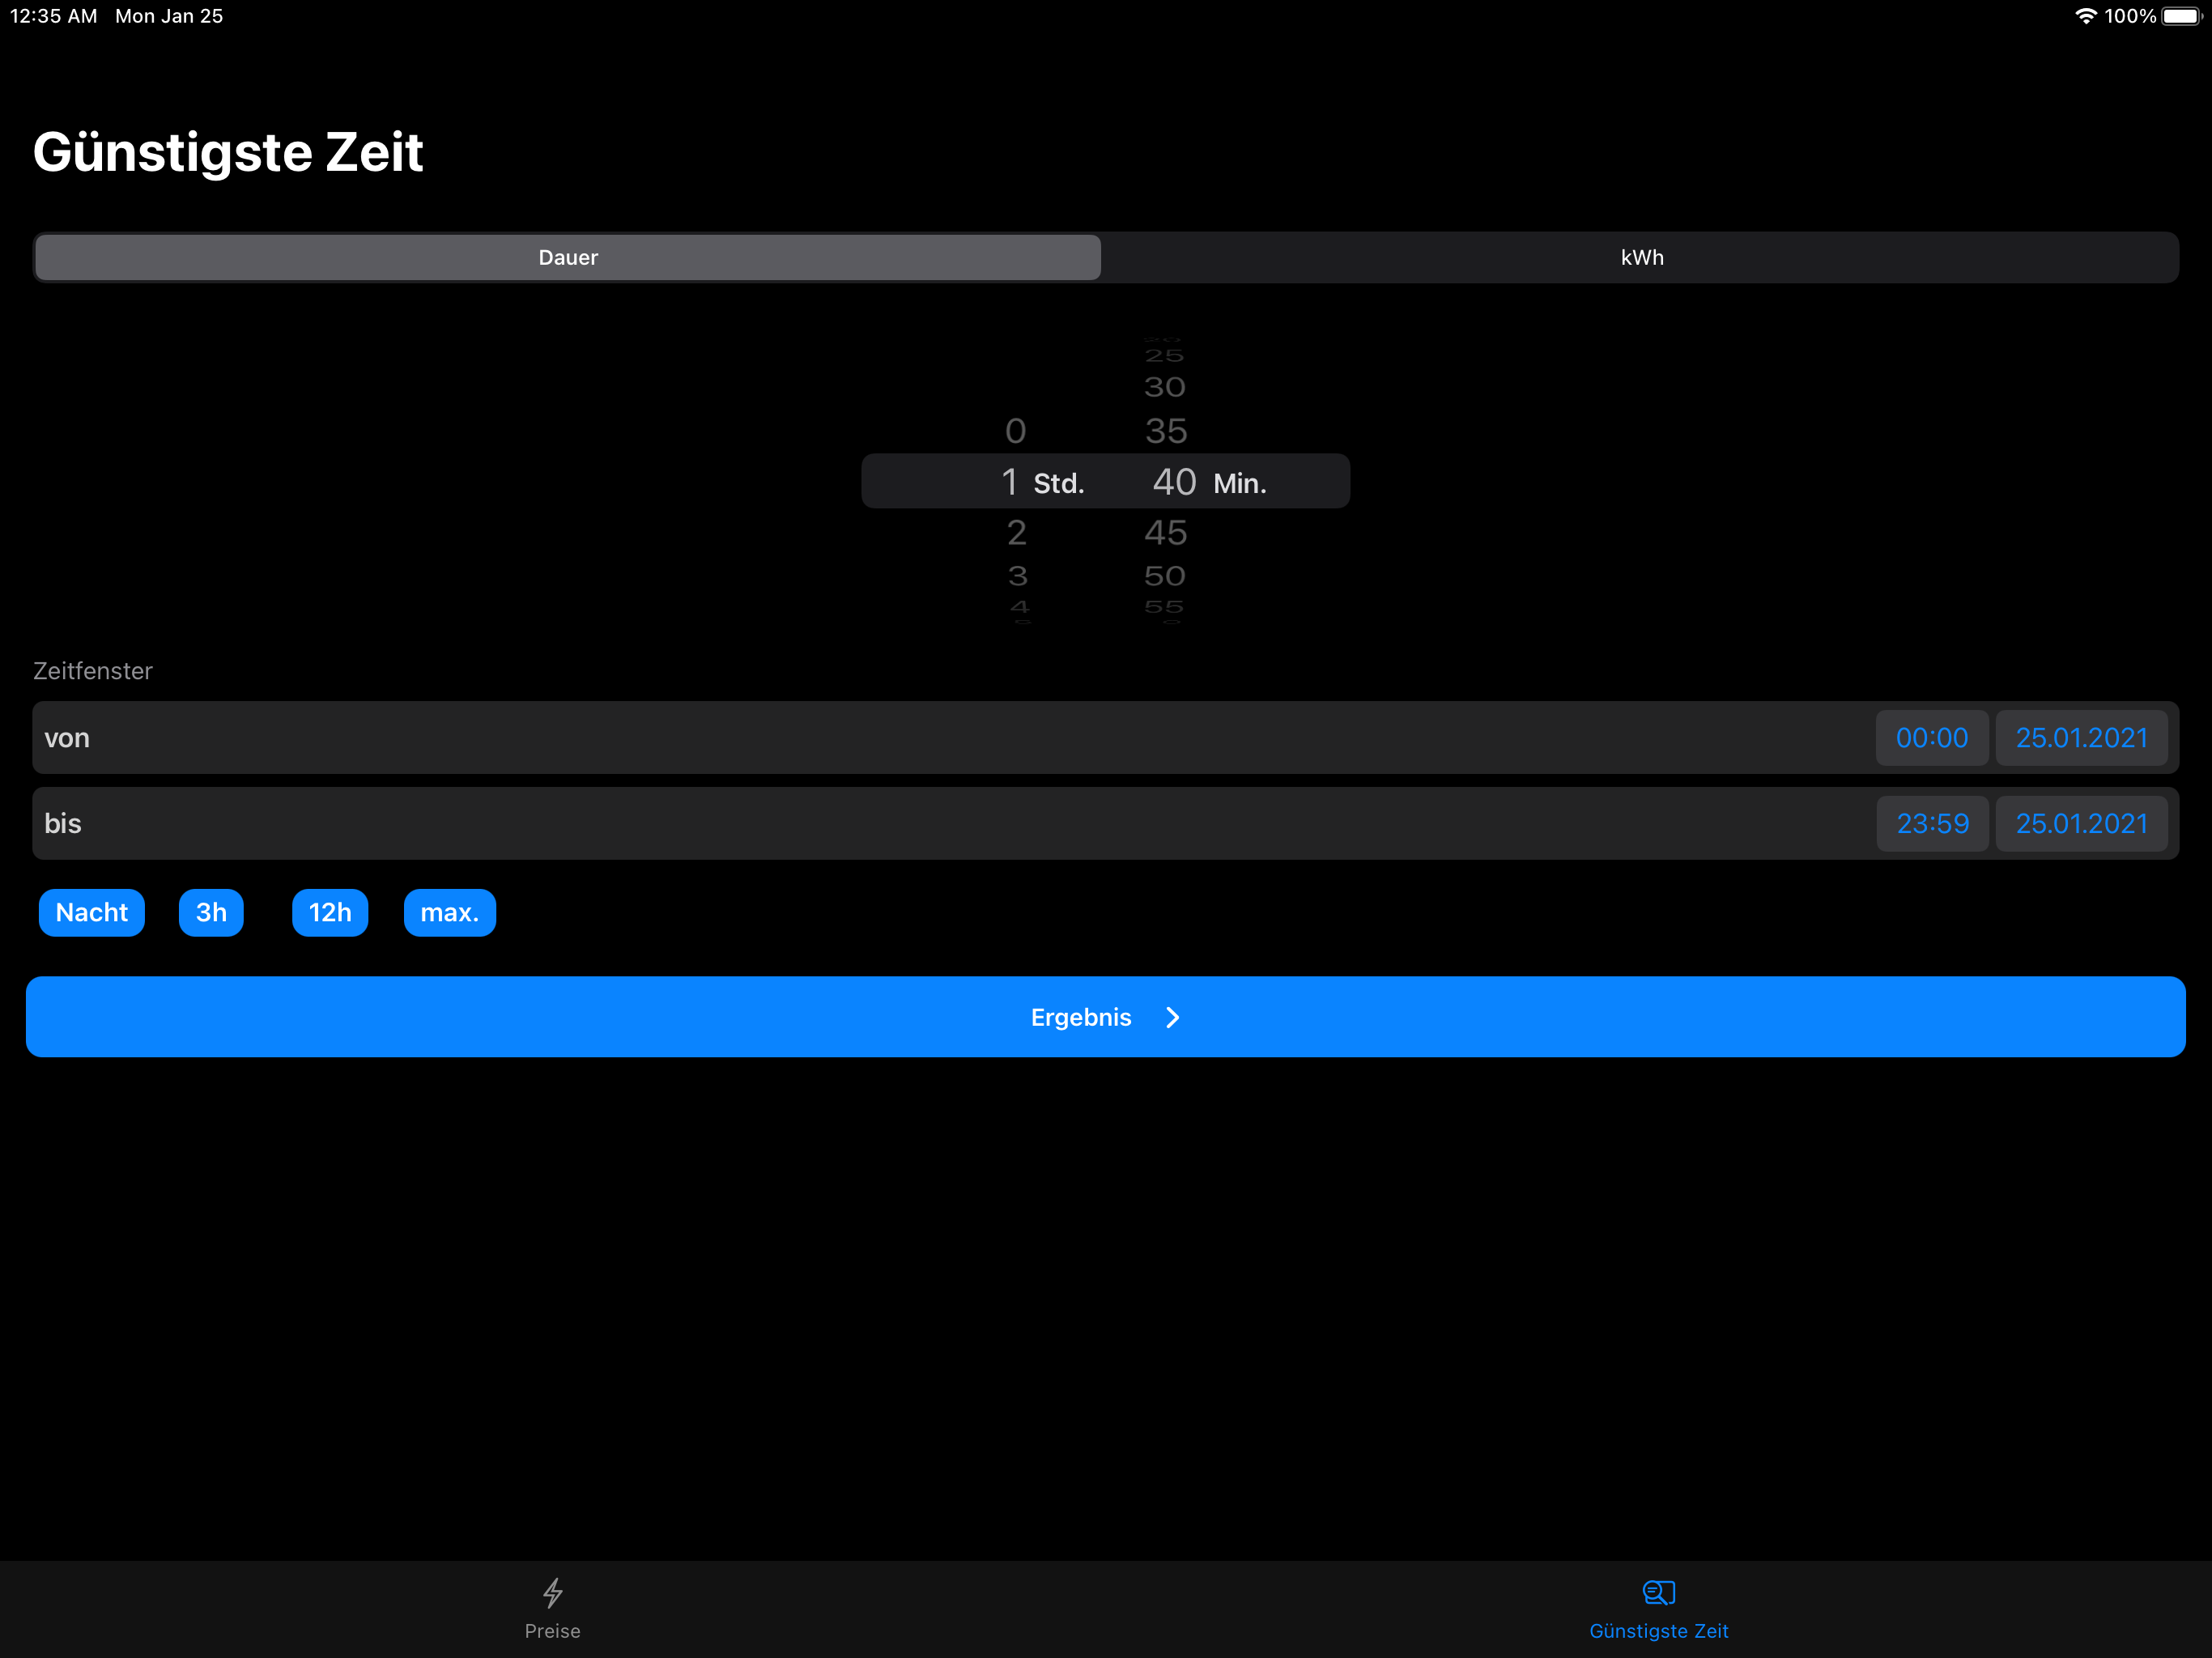 12:35 AM Mon Jan 25 100%
Günstigste Zeit
Dauer kWh
25
30
0 35
1 Std. 40 Min.
2 45
3 50
4 55
Zeitfenster
von 00:00 25.01.2021
bis 23:59 25.01.2021
Nacht 3h 12h max.
Ergebnis
Preise Günstigste Zeit